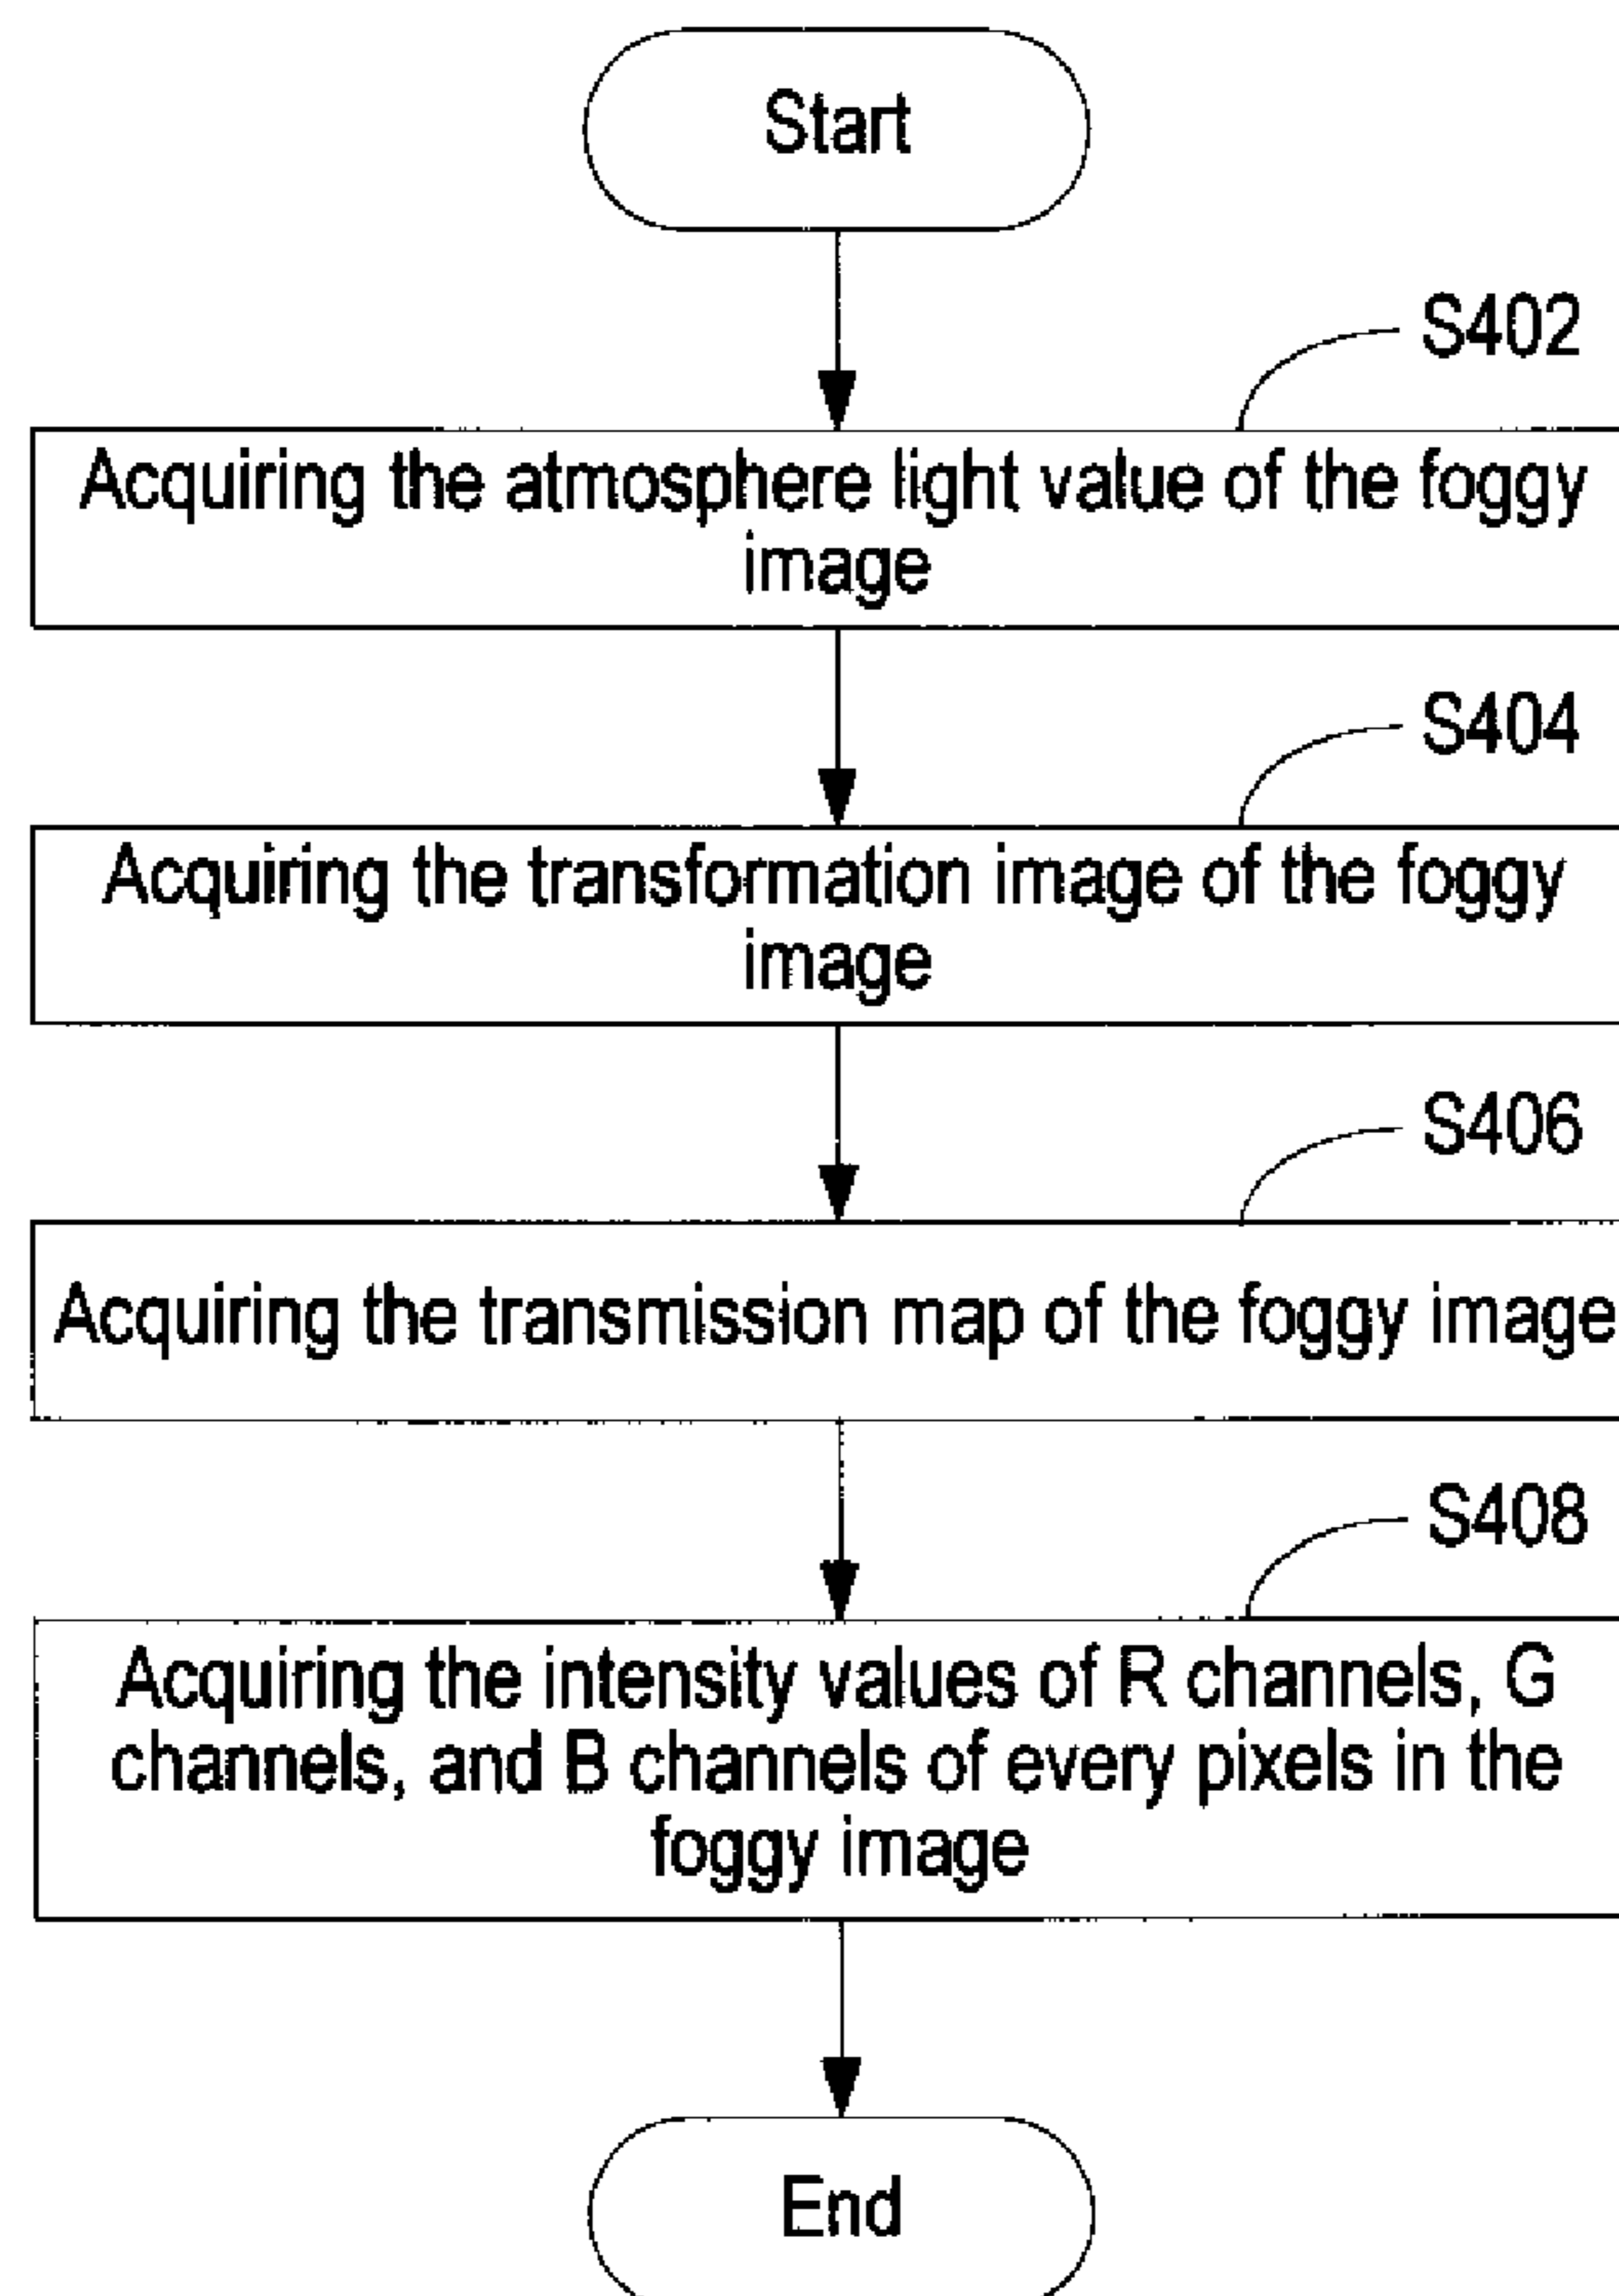 Start
S402
Acquiring the atmosphere light value of the foggy
image
S404
Acquiring the transformation image of the foggy
image
S406
Acquiring the transmission map of the foggy image
S408
Acquiring the intensity values of R channels, G
channels, and B channels of every pixels in the
foggy image
End